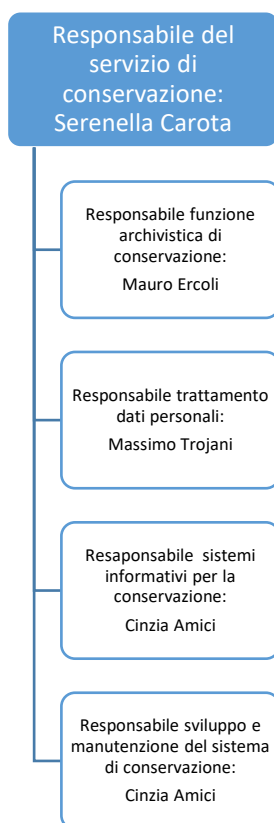 Responsabile del
servizio di
conservazione:
Serenella Carota
Responsabile funzione
archivistica di
conservazione:
Mauro Ercoli
Responsabile trattamento
dati personali:
Massimo Trojani
Resaponsabile sistemi
informativi per la
conservazione:
Cinzia Amici
Responsabile sviluppo e
manutenzione del sistema
di conservazione:
Cinzia Amici